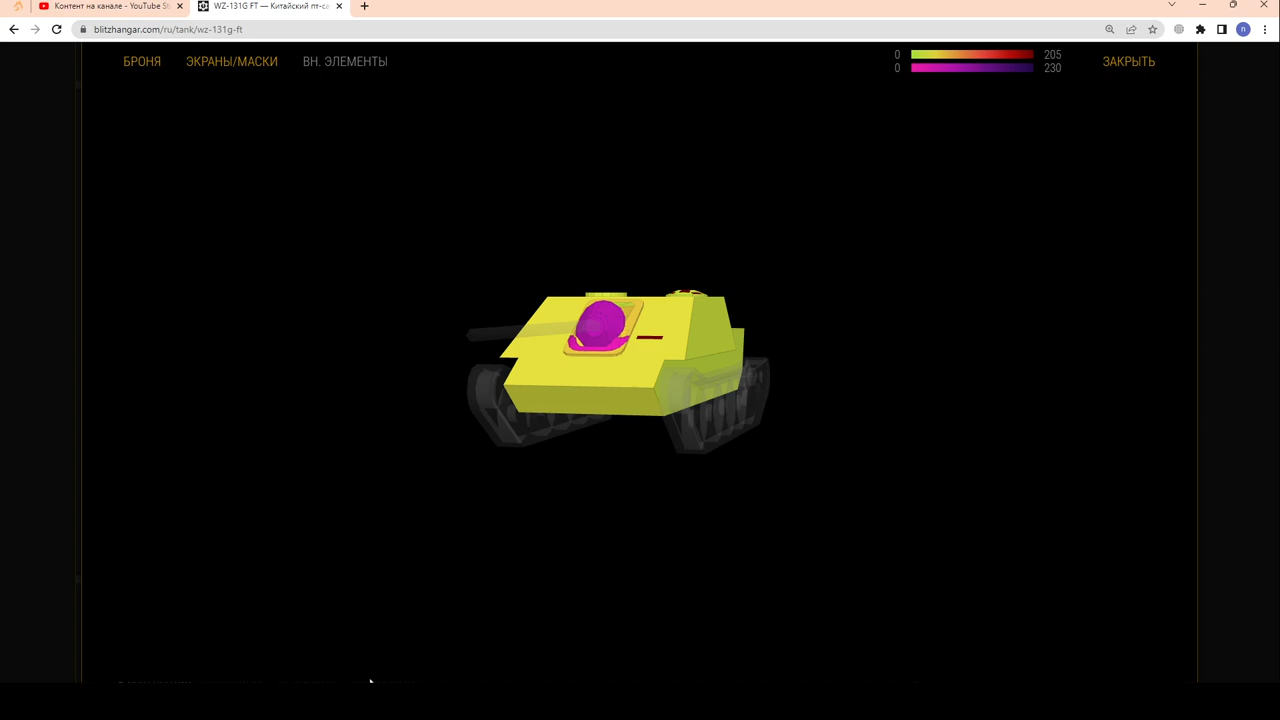 Контент на канале - YouTube St
WZ-131G FT — Китайский пт-са
blitzhangar.com/ru/tank/wz-131g-ft
n
БРОНЯ ЭКРАНЫ/МАСКИ ВН. ЭЛЕМЕНТЫ
0 205
0 230
ЗАКРЫТЬ